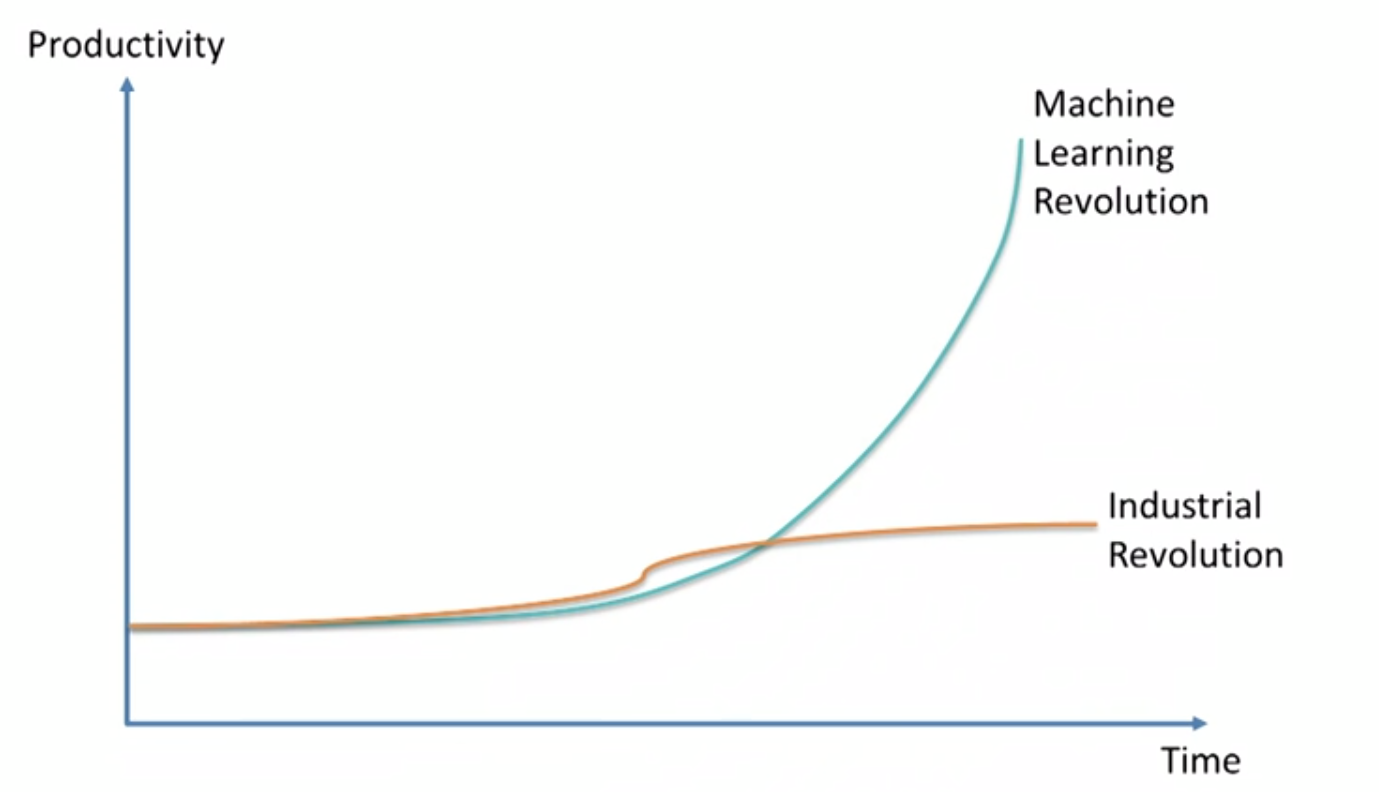 Productivity
Machine
Learning
Revolution
Industrial
Revolution
Time